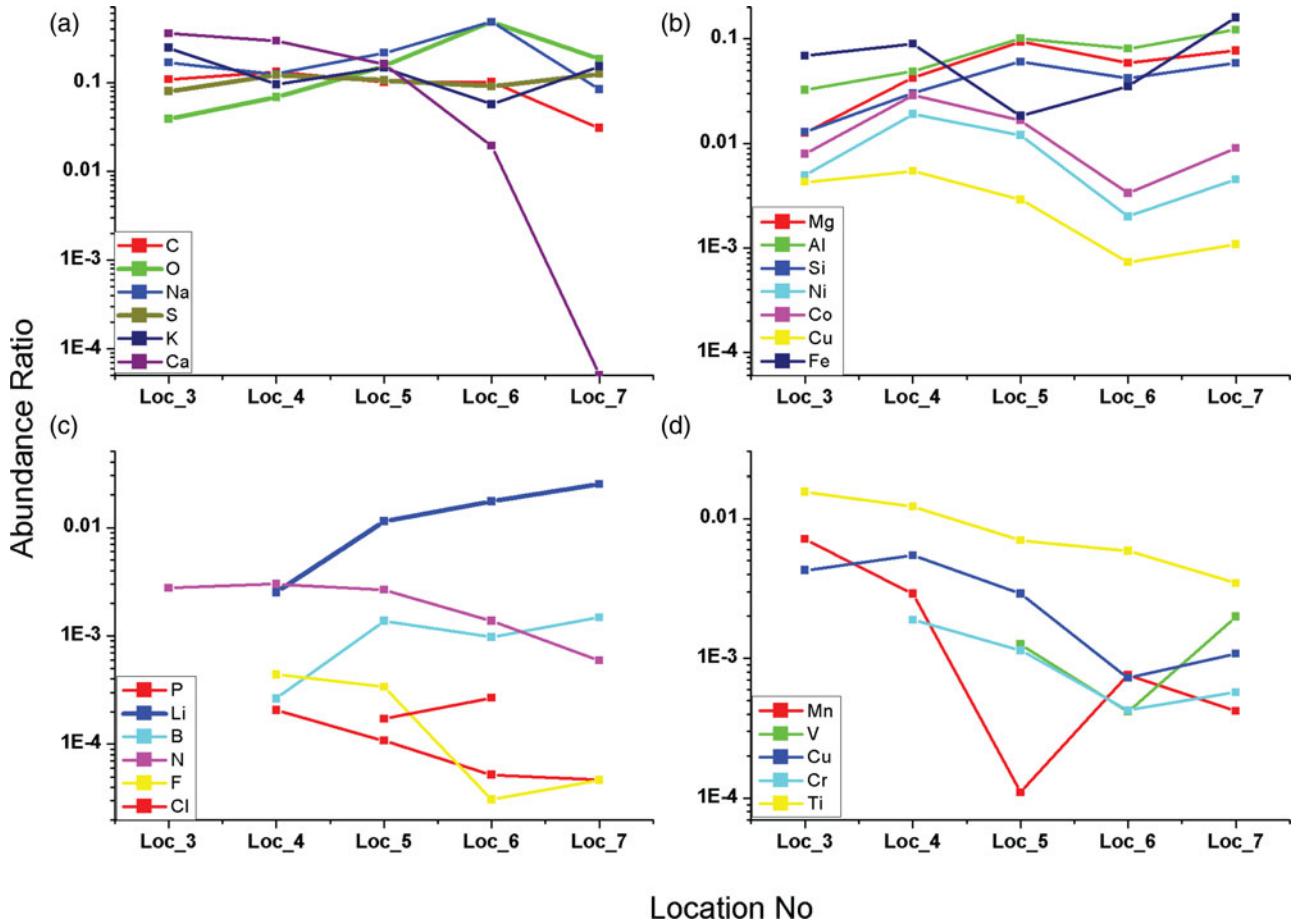 Abundance Ratio
(a)
0.1
0.01
1E-3
1E-4
C
O
Na
S
K
Ca
Loc_3 Loc_4 Loc_5 Loc_6 Loc_7
(b)
0.1
0.01
1E-3
1E-4
Mg
Al
Si
Ni
Co
Cu
Fe
Loc_3 Loc_4 Loc_5 Loc_6 Loc_7
(c)
0.01
1E-3
1E-4
P
Li
B
N
F
Cl
Loc_3 Loc_4 Loc_5 Loc_6 Loc_7
(d)
0.01
1E-3
1E-4
Mn
V
Cu
Cr
Ti
Loc_3 Loc_4 Loc_5 Loc_6 Loc_7
Location No